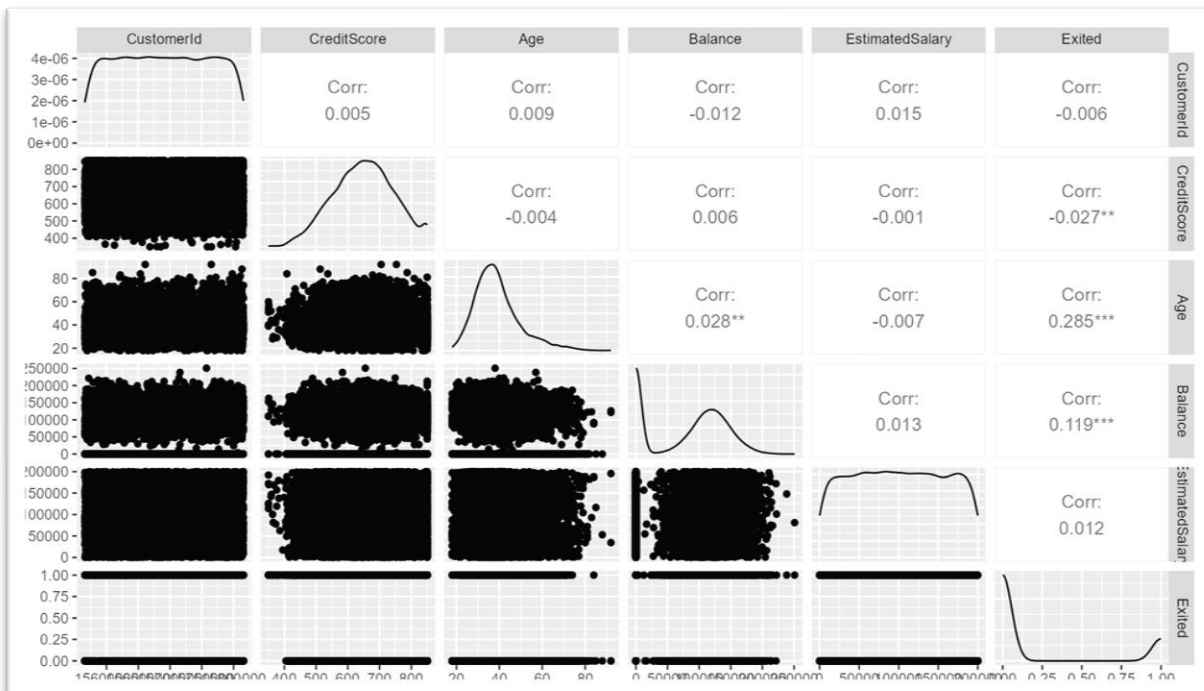 CustomerId CreditScore Age Balance EstimatedSalary Exited
4e-06
3e-06
2e-06
1e-06
0e+00
Corr:
0.005
Corr:
0.009
Corr:
-0.012
Corr:
0.015
Corr:
-0.006
CustomerId
800
700
600
500
400
Corr:
-0.004
Corr:
0.006
Corr:
-0.001
Corr:
-0.027**
CreditScore
80
60
40
20
Corr:
0.028**
Corr:
-0.007
Corr:
0.285***
Age
250000
200000
150000
100000
50000
0
Corr:
0.013
Corr:
0.119***
Balance
200000
150000
100000
50000
0
Corr:
0.012
EstimatedSalary
1.00
0.75
0.50
0.25
0.00
Exited
400 500 600 700 800 20 40 60 80 0.00 0.25 0.50 0.75 1.00